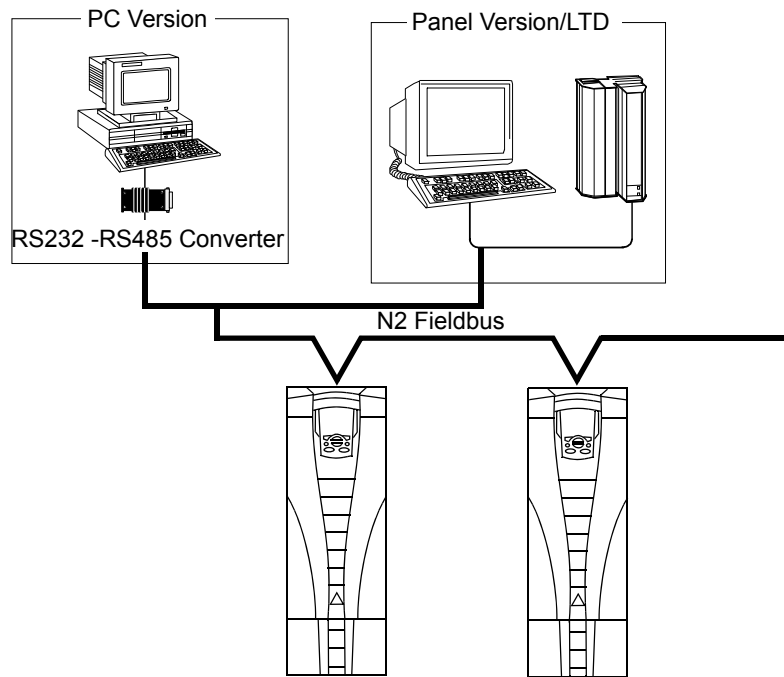 PC Version
Panel Version/LTD
RS232 -RS485 Converter
N2 Fieldbus